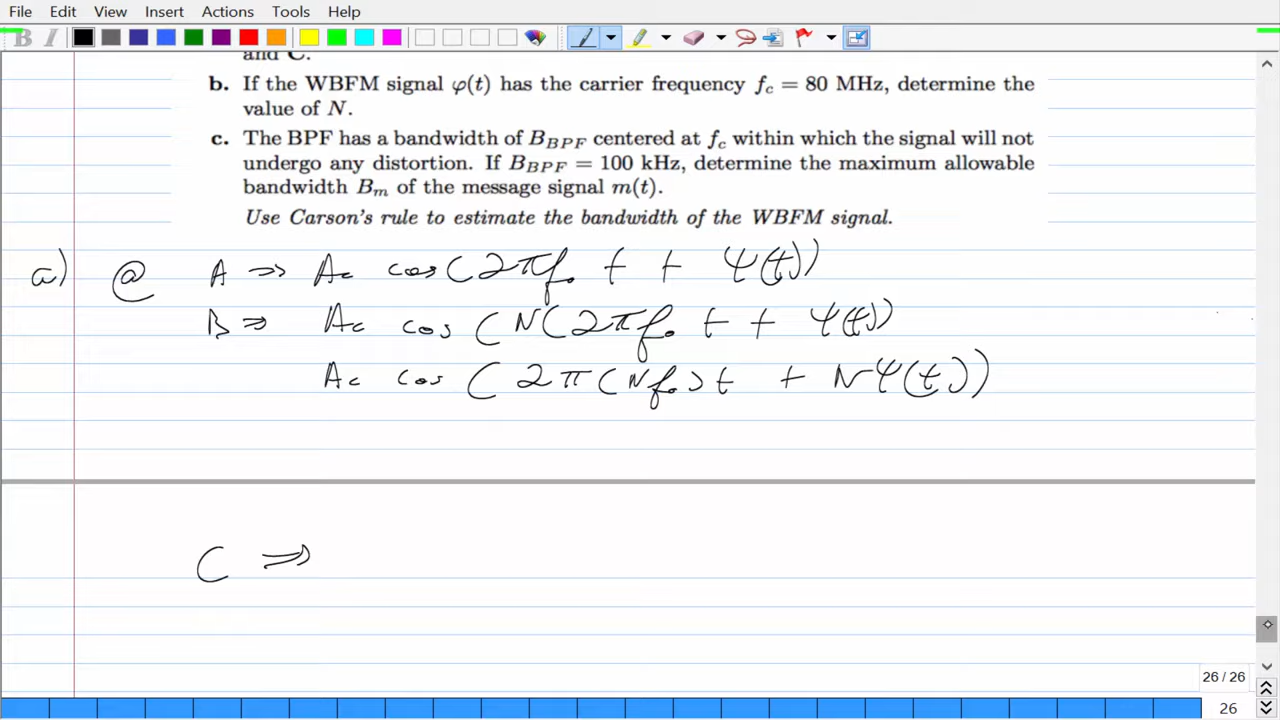 File Edit View Insert Actions Tools Help
B I
and C.
b. If the WBFM signal φ(t) has the carrier frequency f_c = 80 MHz, determine the
value of N.
c. The BPF has a bandwidth of B_BPF centered at f_c within which the signal will not
undergo any distortion. If B_BPF = 100 kHz, determine the maximum allowable
bandwidth B_m of the message signal m(t).
Use Carson's rule to estimate the bandwidth of the WBFM signal.
a) @ A ⇒ Ac cos(2πf₀ t + Ψ(t))
B ⇒ Ac cos (N(2πf₀ t + Ψ(t))
Ac cos (2π(Nf₀)t + NΨ(t))
C ⇒
26 / 26
26